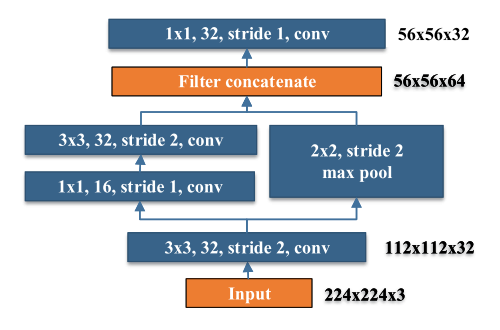 1x1, 32, stride 1, conv
56x56x32
Filter concatenate
56x56x64
3x3, 32, stride 2, conv
2x2, stride 2
max pool
1x1, 16, stride 1, conv
3x3, 32, stride 2, conv
112x112x32
Input
224x224x3